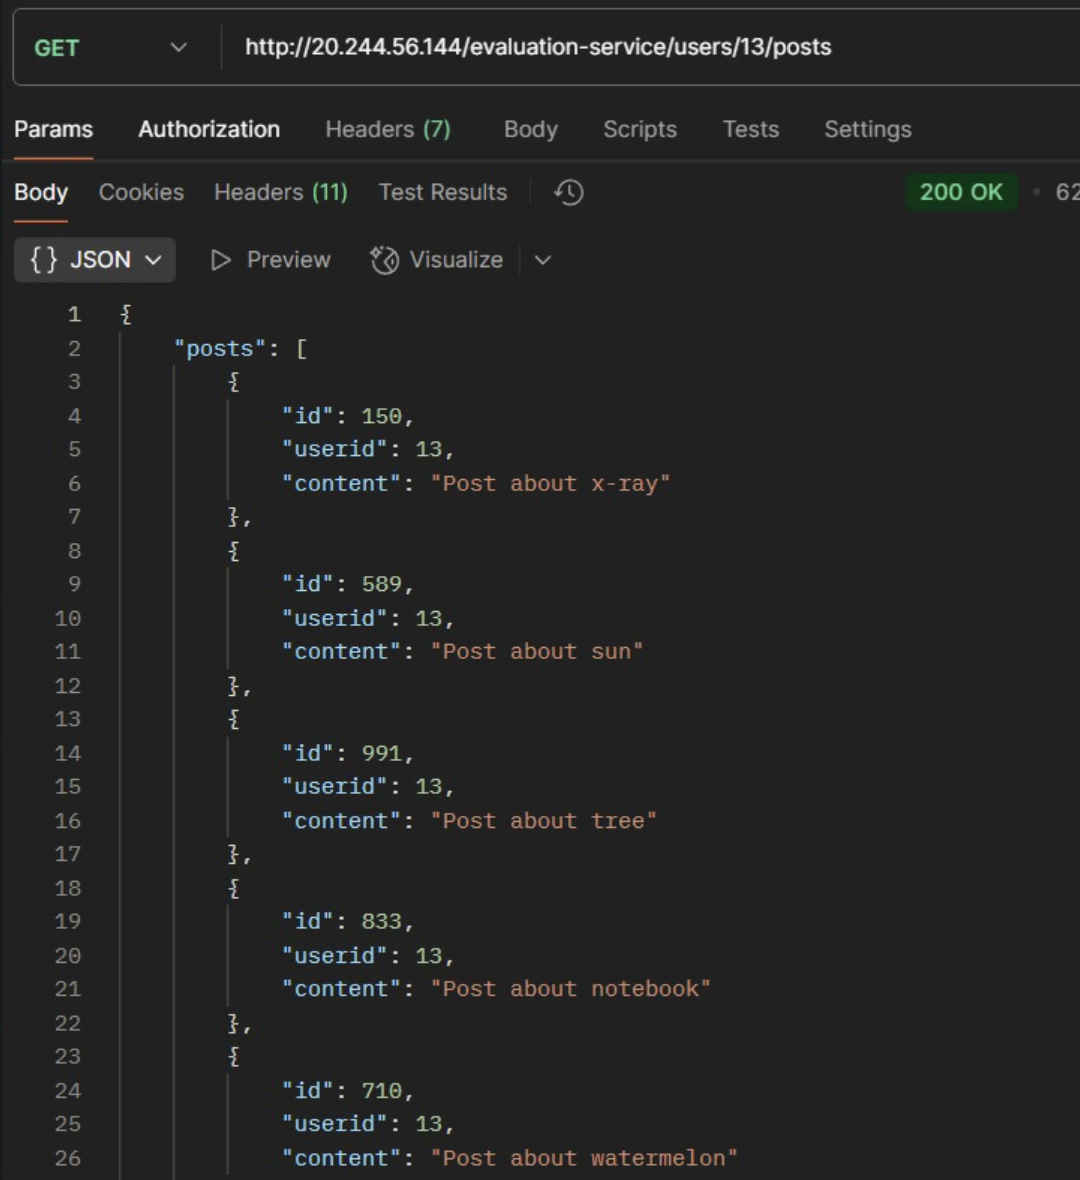 GET http://20.244.56.144/evaluation-service/users/13/posts
Params Authorization Headers (7) Body Scripts Tests Settings
Body Cookies Headers (11) Test Results 200 OK 62
{} JSON Preview Visualize
1 {
2 "posts": [
3 {
4 "id": 150,
5 "userid": 13,
6 "content": "Post about x-ray"
7 },
8 {
9 "id": 589,
10 "userid": 13,
11 "content": "Post about sun"
12 },
13 {
14 "id": 991,
15 "userid": 13,
16 "content": "Post about tree"
17 },
18 {
19 "id": 833,
20 "userid": 13,
21 "content": "Post about notebook"
22 },
23 {
24 "id": 710,
25 "userid": 13,
26 "content": "Post about watermelon"